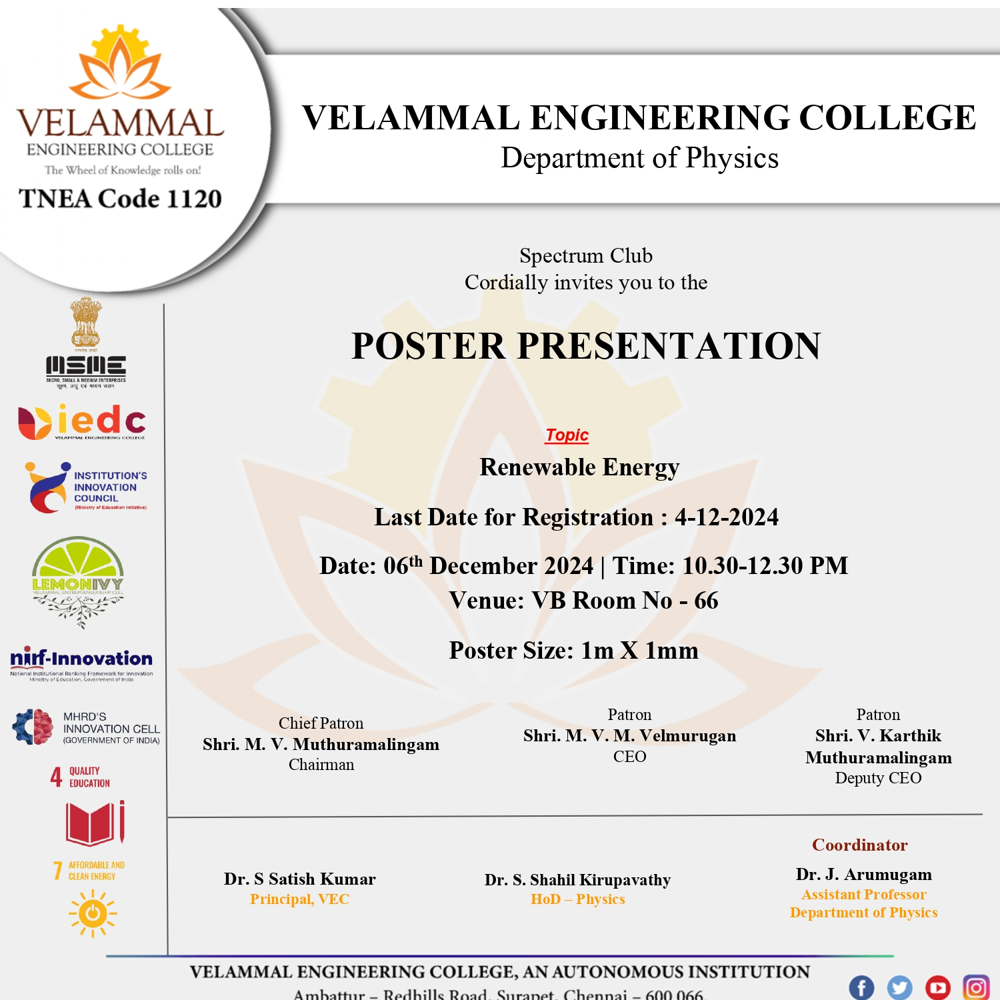 VELAMMAL
ENGINEERING COLLEGE
The Wheel of Knowledge rolls on!
TNEA Code 1120
VELAMMAL ENGINEERING COLLEGE
Department of Physics
Spectrum Club
Cordially invites you to the
POSTER PRESENTATION
Topic
Renewable Energy
Last Date for Registration : 4-12-2024
Date: 06th December 2024 | Time: 10.30-12.30 PM
Venue: VB Room No - 66
Poster Size: 1m X 1mm
सत्यमेव जयते
MSME
MICRO, SMALL & MEDIUM ENTERPRISES
सूक्ष्म, लघु एवं मध्यम उद्यम
iedc
VELAMMAL ENGINEERING COLLEGE
INSTITUTION'S
INNOVATION
COUNCIL
(Ministry of Education Initiative)
LEMONIVY
VELAMMAL ENTREPRENEURSHIP CELL
nirf-Innovation
National Institutional Ranking Framework for Innovation
Ministry of Education, Government of India
MHRD'S
INNOVATION CELL
(GOVERNMENT OF INDIA)
4 QUALITY
EDUCATION
7 AFFORDABLE AND
CLEAN ENERGY
Chief Patron
Shri. M. V. Muthuramalingam
Chairman
Patron
Shri. M. V. M. Velmurugan
CEO
Patron
Shri. V. Karthik
Muthuramalingam
Deputy CEO
Dr. S Satish Kumar
Principal, VEC
Dr. S. Shahil Kirupavathy
HoD – Physics
Coordinator
Dr. J. Arumugam
Assistant Professor
Department of Physics
VELAMMAL ENGINEERING COLLEGE, AN AUTONOMOUS INSTITUTION
Ambattur – Redhills Road, Surapet, Chennai – 600 066.